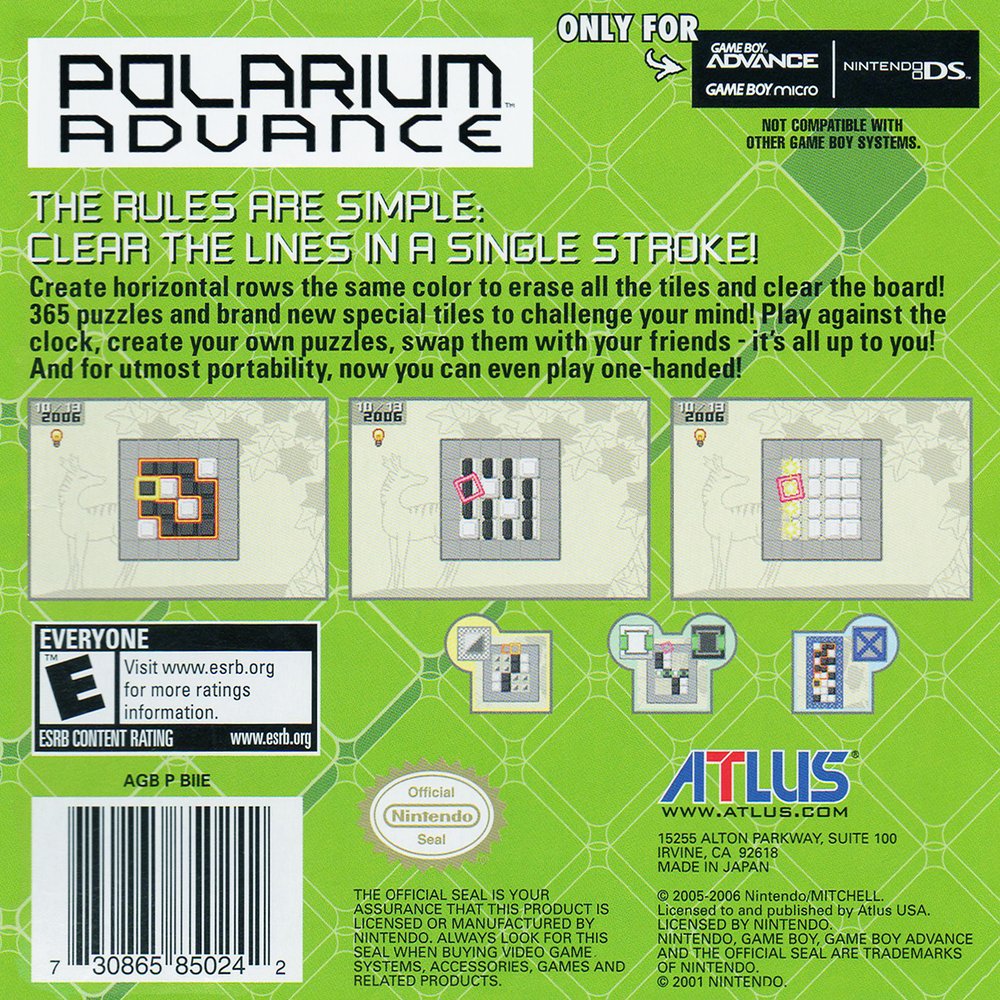 ONLY FOR
GAME BOY ADVANCE
GAME BOY micro
NINTENDO DS™
NOT COMPATIBLE WITH
OTHER GAME BOY SYSTEMS.
POLARIUM™
ADVANCE
THE RULES ARE SIMPLE:
CLEAR THE LINES IN A SINGLE STROKE!
Create horizontal rows the same color to erase all the tiles and clear the board!
365 puzzles and brand new special tiles to challenge your mind! Play against the
clock, create your own puzzles, swap them with your friends - it's all up to you!
And for utmost portability, now you can even play one-handed!
10/13
2006
10/13
2006
10/13
2006
EVERYONE
™
E
Visit www.esrb.org
for more ratings
information.
ESRB CONTENT RATING www.esrb.org
AGB P BIIE
7 30865 85024 2
Official
Nintendo
Seal
THE OFFICIAL SEAL IS YOUR
ASSURANCE THAT THIS PRODUCT IS
LICENSED OR MANUFACTURED BY
NINTENDO. ALWAYS LOOK FOR THIS
SEAL WHEN BUYING VIDEO GAME
SYSTEMS, ACCESSORIES, GAMES AND
RELATED PRODUCTS.
ATLUS®
WWW.ATLUS.COM
15255 ALTON PARKWAY, SUITE 100
IRVINE, CA 92618
MADE IN JAPAN
© 2005-2006 Nintendo/MITCHELL.
Licensed to and published by Atlus USA.
LICENSED BY NINTENDO.
NINTENDO, GAME BOY, GAME BOY ADVANCE
AND THE OFFICIAL SEAL ARE TRADEMARKS
OF NINTENDO.
© 2001 NINTENDO.